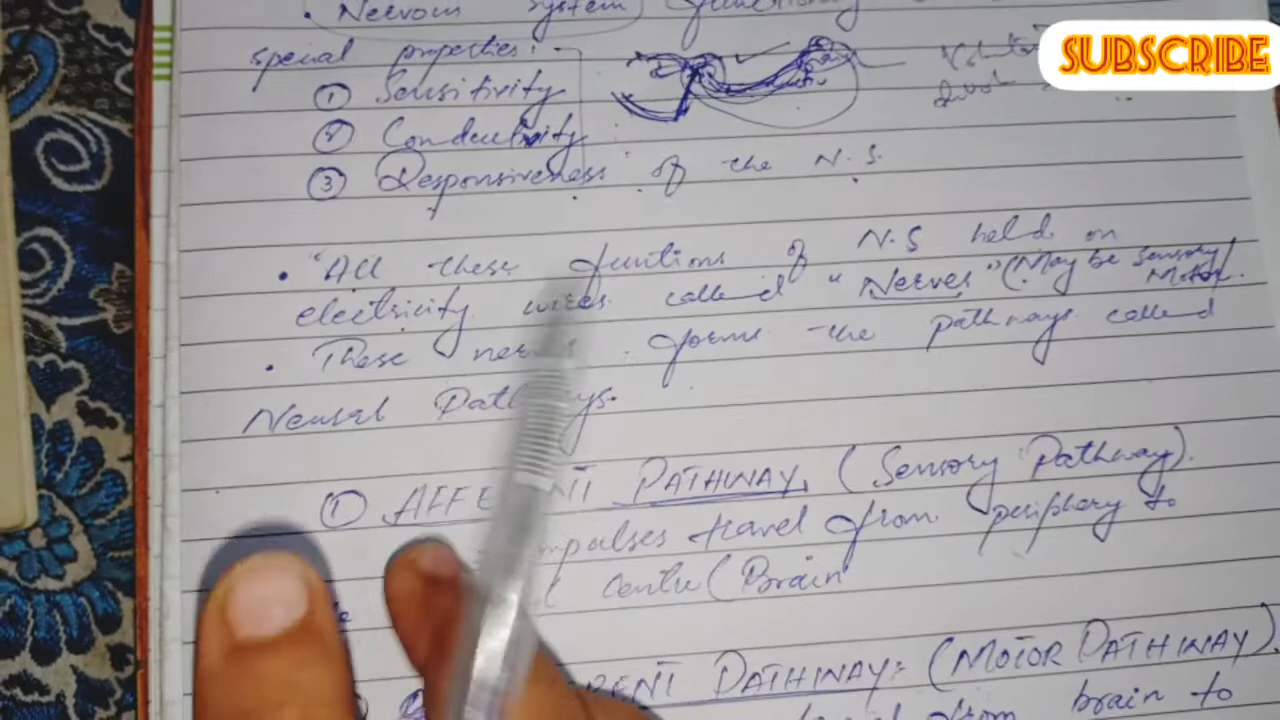 • Nervous System
SUBSCRIBE
special properties:
① Sensitivity
② Conductivity
③ Responsiveness of the N.S.
• "All these functions of N.S held on
electricity wires called "Nerves" (May be Sensory/
Motor.
• These forms the pathways called
Neural Pathways.
① AFFERENT PATHWAY. (Sensory Pathway).
impulses travel from periphery to
Centre (Brain
PATHWAY: (MOTOR PATHWAY).
from brain to